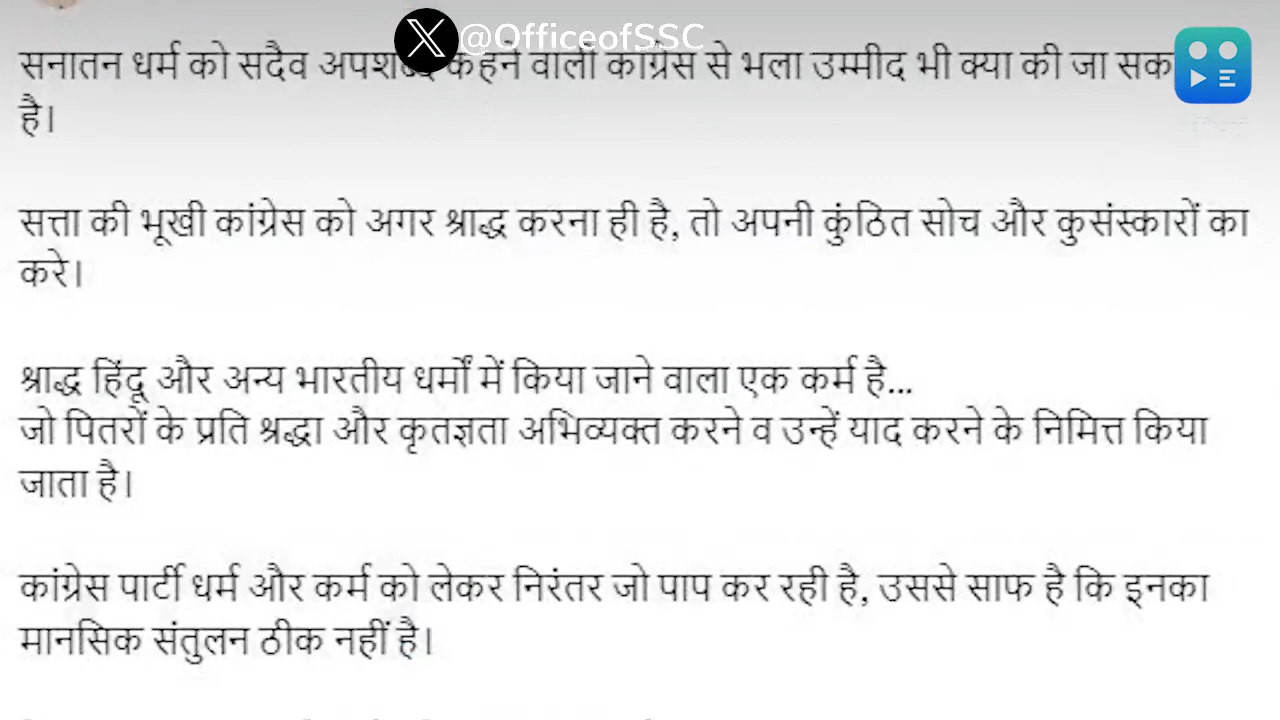 @OfficeofSSC
सनातन धर्म को सदैव अपशब्द कहने वाली कांग्रेस से भला उम्मीद भी क्या की जा सक
है।
सत्ता की भूखी कांग्रेस को अगर श्राद्ध करना ही है, तो अपनी कुंठित सोच और कुसंस्कारों का
करे।
श्राद्ध हिंदू और अन्य भारतीय धर्मों में किया जाने वाला एक कर्म है...
जो पितरों के प्रति श्रद्धा और कृतज्ञता अभिव्यक्त करने व उन्हें याद करने के निमित्त किया
जाता है।
कांग्रेस पार्टी धर्म और कर्म को लेकर निरंतर जो पाप कर रही है, उससे साफ है कि इनका
मानसिक संतुलन ठीक नहीं है।